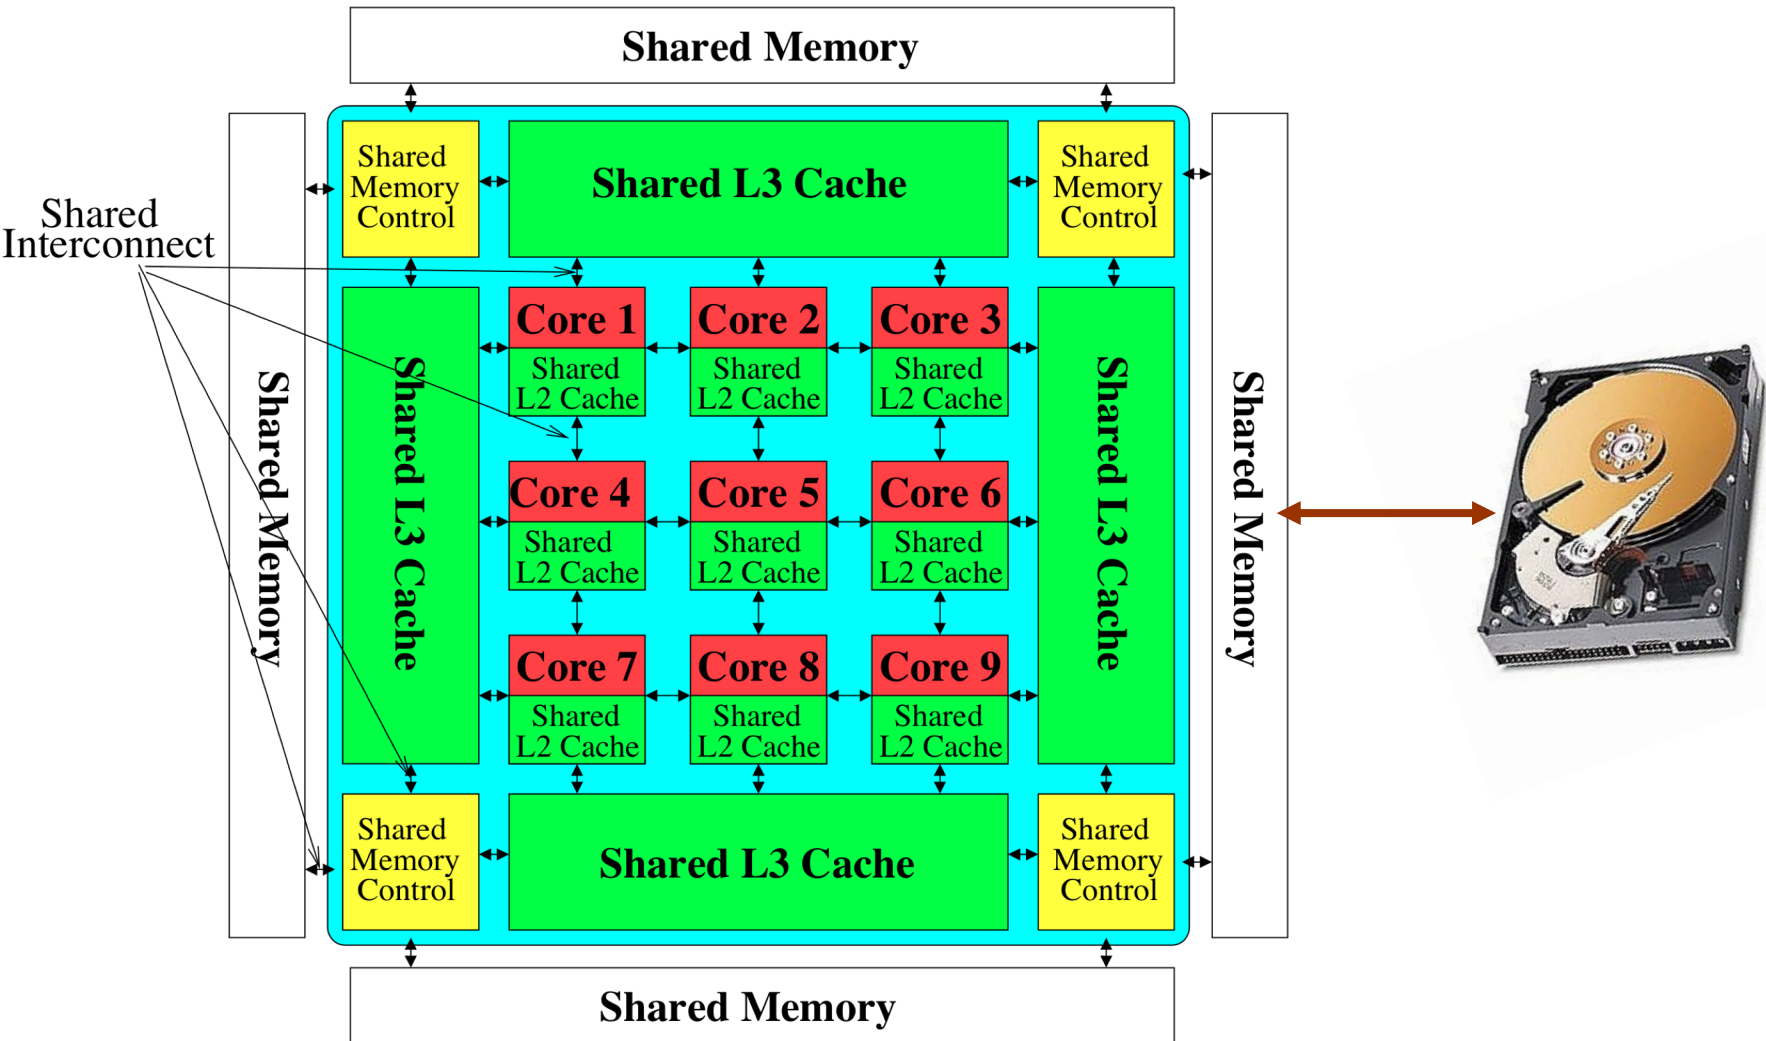 Shared Memory
Shared
Memory
Control
Shared L3 Cache
Shared
Memory
Control
Shared
Interconnect
Shared Memory
Shared L3 Cache
Core 1
Shared
L2 Cache
Core 2
Shared
L2 Cache
Core 3
Shared
L2 Cache
Core 4
Shared
L2 Cache
Core 5
Shared
L2 Cache
Core 6
Shared
L2 Cache
Core 7
Shared
L2 Cache
Core 8
Shared
L2 Cache
Core 9
Shared
L2 Cache
Shared L3 Cache
Shared Memory
Shared
Memory
Control
Shared L3 Cache
Shared
Memory
Control
Shared Memory